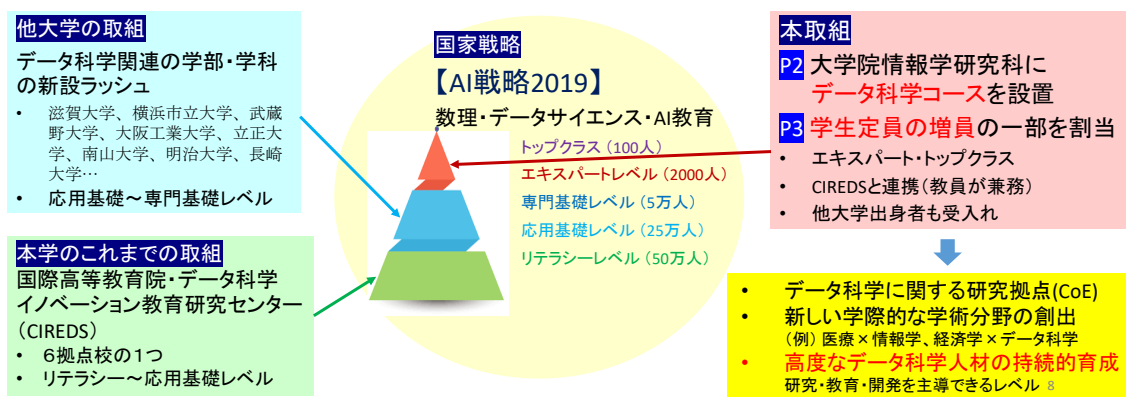 他大学の取組
データ科学関連の学部・学科
の新設ラッシュ
• 滋賀大学、横浜市立大学、武蔵
野大学、大阪工業大学、立正大
学、南山大学、明治大学、長崎
大学…
• 応用基礎～専門基礎レベル
本学のこれまでの取組
国際高等教育院・データ科学
イノベーション教育研究センター
(CIREDS)
• 6拠点校の1つ
• リテラシー～応用基礎レベル
国家戦略
【AI戦略2019】
数理・データサイエンス・AI教育
トップクラス（100人）
エキスパートレベル（2000人）
専門基礎レベル（5万人）
応用基礎レベル（25万人）
リテラシーレベル（50万人）
本取組
P2 大学院情報学研究科に
データ科学コースを設置
P3 学生定員の増員の一部を割当
• エキスパート・トップクラス
• CIREDSと連携（教員が兼務）
• 他大学出身者も受入れ
• データ科学に関する研究拠点(CoE)
• 新しい学際的な学術分野の創出
（例）医療×情報学、経済学×データ科学
• 高度なデータ科学人材の持続的育成
研究・教育・開発を主導できるレベル 8